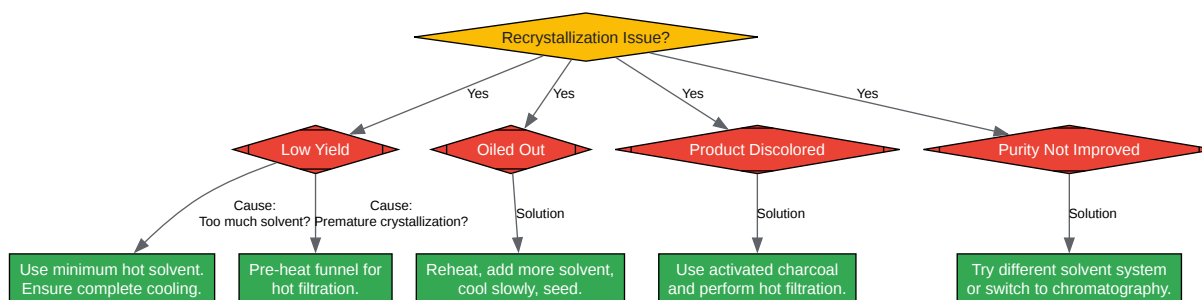 Recrystallization Issue?
Yes
Yes
Yes
Yes
Low Yield
Oiled Out
Product Discolored
Purity Not Improved
Cause:
Too much solvent?
Cause:
Premature crystallization?
Solution
Solution
Solution
Use minimum hot solvent.
Ensure complete cooling.
Pre-heat funnel for
hot filtration.
Reheat, add more solvent,
cool slowly, seed.
Use activated charcoal
and perform hot filtration.
Try different solvent system
or switch to chromatography.